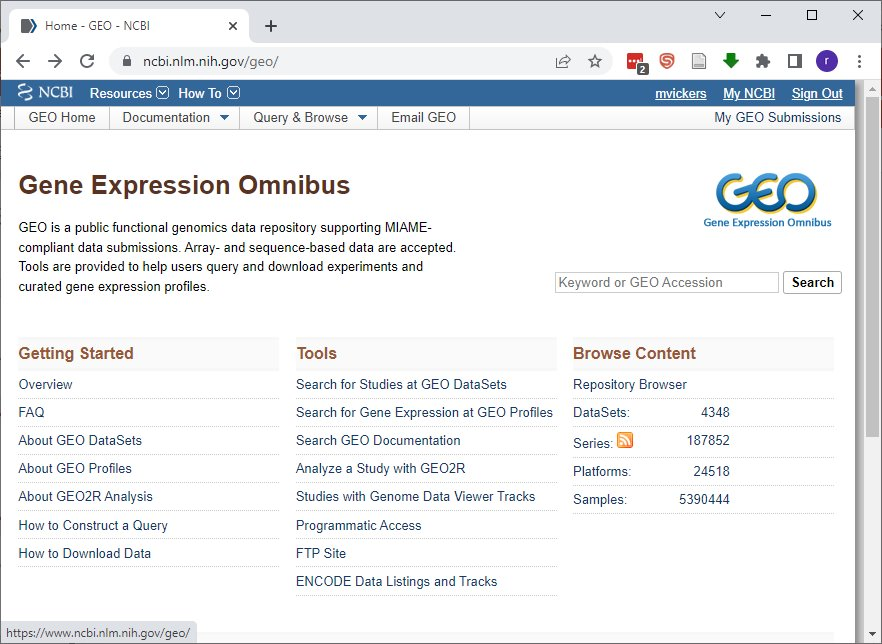 Home - GEO - NCBI
ncbi.nlm.nih.gov/geo/
2
r
NCBI Resources How To mvickers My NCBI Sign Out
GEO Home Documentation Query & Browse Email GEO My GEO Submissions
Gene Expression Omnibus
GEO is a public functional genomics data repository supporting MIAME-
compliant data submissions. Array- and sequence-based data are accepted.
Tools are provided to help users query and download experiments and
curated gene expression profiles.
GEO
Gene Expression Omnibus
Keyword or GEO Accession Search
Getting Started
Overview
FAQ
About GEO DataSets
About GEO Profiles
About GEO2R Analysis
How to Construct a Query
How to Download Data
Tools
Search for Studies at GEO DataSets
Search for Gene Expression at GEO Profiles
Search GEO Documentation
Analyze a Study with GEO2R
Studies with Genome Data Viewer Tracks
Programmatic Access
FTP Site
ENCODE Data Listings and Tracks
Browse Content
Repository Browser
DataSets: 4348
Series: 187852
Platforms: 24518
Samples: 5390444
https://www.ncbi.nlm.nih.gov/geo/